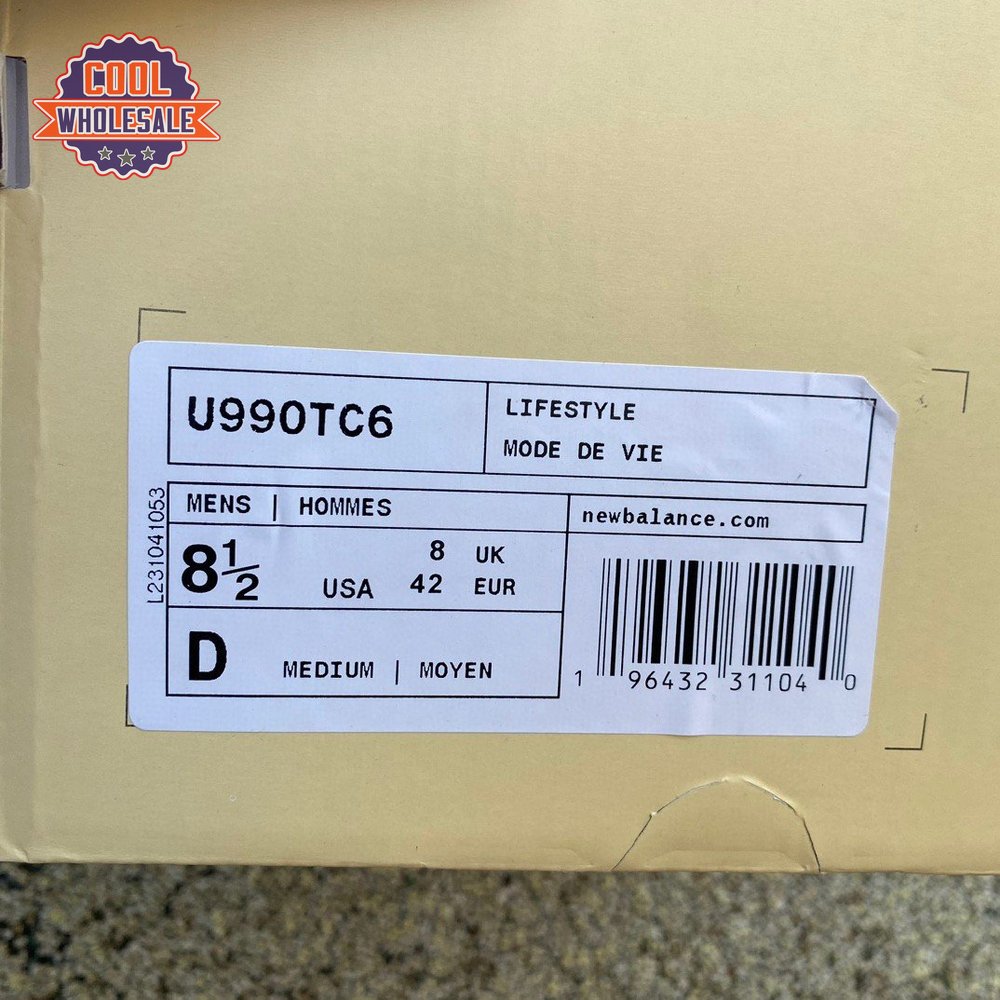 COOL
WHOLESALE
U990TC6
LIFESTYLE
MODE DE VIE
L231041053
MENS | HOMMES
8½ USA
8 UK
42 EUR
D MEDIUM | MOYEN
newbalance.com
1 96432 31104 0